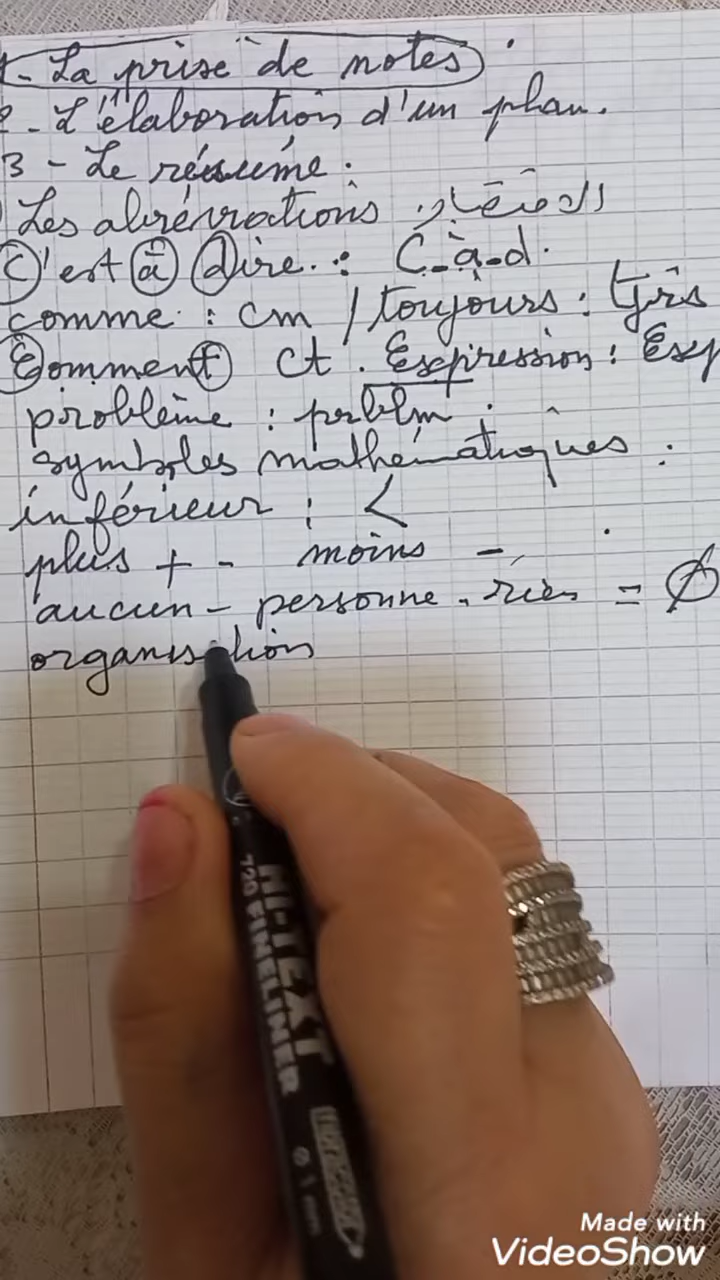 1- La prise de notes.
2 - L'élaboration d'un plan.
3 - Le résumé.
Les abréviations
C'est à dire : C-à-d.
comme : cm / toujours : tjrs
Comment ct . Expression : Exp
problème : prblm .
symboles mathématiques :
inférieur : <
plus + - moins -
aucun - personne - rien = Ø
organisation
HI-TEXT
720 FINELINER
Made with
VideoShow